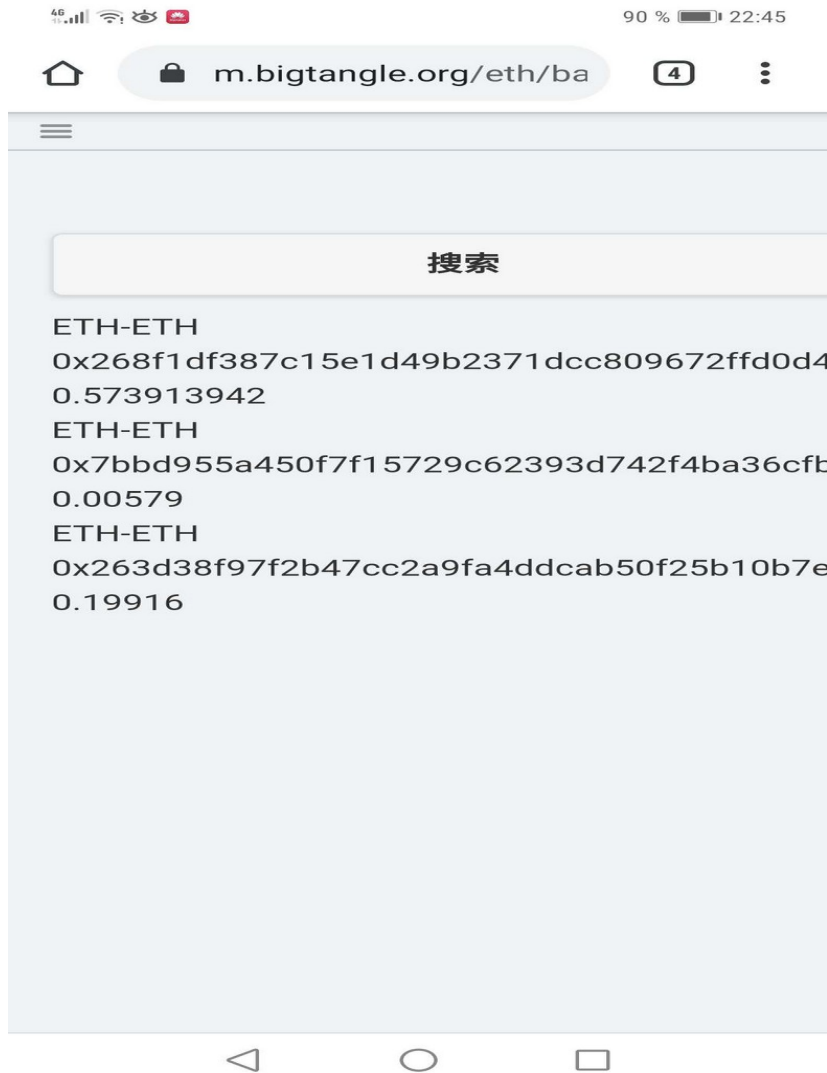 46
90 % 22:45
m.bigtangle.org/eth/ba
4
搜索
ETH-ETH
0x268f1df387c15e1d49b2371dcc809672ffd0d4
0.573913942
ETH-ETH
0x7bbd955a450f7f15729c62393d742f4ba36cfb
0.00579
ETH-ETH
0x263d38f97f2b47cc2a9fa4ddcab50f25b10b7e
0.19916